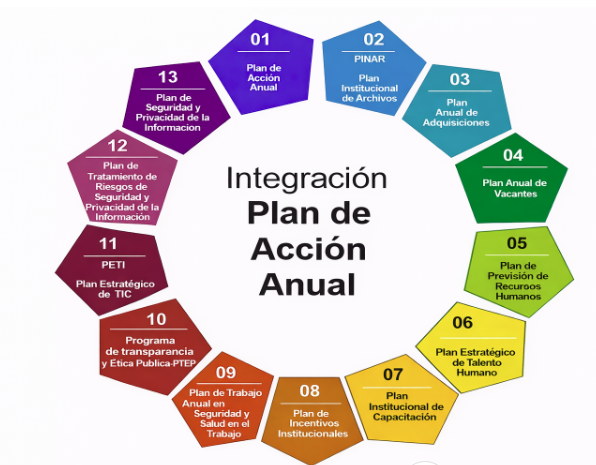 Integración
Plan de
Acción
Anual
01
Plan de
Acción
Anual
02
PINAR
Plan
Institucional
de Archivos
03
Plan
Anual de
Adquisiciones
04
Plan Anual de
Vacantes
05
Plan de
Previsión de
Recursos
Humanos
06
Plan Estratégico
de Talento
Humano
07
Plan
Institucional de
Capacitación
08
Plan de
Incentivos
Institucionales
09
Plan de Trabajo
Anual en
Seguridad y
Salud en el
Trabajo
10
Programa
de transparencia
y Ética Publica-PTEP
11
PETI
Plan Estratégico
de TIC
12
Plan de
Tratamiento de
Riesgos de
Seguridad y
Privacidad de la
Información
13
Plan de
Seguridad y
Privacidad de la
Informacion